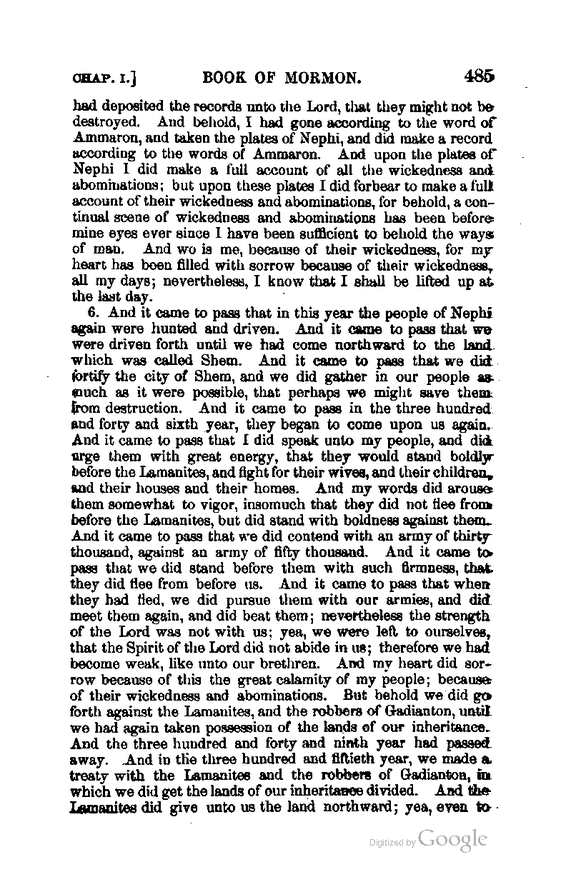 CHAP. I.] BOOK OF MORMON. 485
had deposited the records unto the Lord, that they might not be
destroyed. And behold, I had gone according to the word of
Ammaron, and taken the plates of Nephi, and did make a record
according to the words of Ammaron. And upon the plates of
Nephi I did make a full account of all the wickedness and
abominations; but upon these plates I did forbear to make a full
account of their wickedness and abominations, for behold, a con-
tinual scene of wickedness and abominations has been before
mine eyes ever since I have been sufficient to behold the ways
of man. And wo is me, because of their wickedness, for my
heart has been filled with sorrow because of their wickedness,
all my days; nevertheless, I know that I shall be lifted up at
the last day.
6. And it came to pass that in this year the people of Nephi
again were hunted and driven. And it came to pass that we
were driven forth until we had come northward to the land
which was called Shem. And it came to pass that we did
fortify the city of Shem, and we did gather in our people as
much as it were possible, that perhaps we might save them
from destruction. And it came to pass in the three hundred
and forty and sixth year, they began to come upon us again.
And it came to pass that I did speak unto my people, and did
urge them with great energy, that they would stand boldly
before the Lamanites, and fight for their wives, and their children,
and their houses and their homes. And my words did arouse
them somewhat to vigor, insomuch that they did not flee from
before the Lamanites, but did stand with boldness against them.
And it came to pass that we did contend with an army of thirty
thousand, against an army of fifty thousand. And it came to
pass that we did stand before them with such firmness, that
they did flee from before us. And it came to pass that when
they had fled, we did pursue them with our armies, and did
meet them again, and did beat them; nevertheless the strength
of the Lord was not with us; yea, we were left to ourselves,
that the Spirit of the Lord did not abide in us; therefore we had
become weak, like unto our brethren. And my heart did sor-
row because of this the great calamity of my people; because
of their wickedness and abominations. But behold we did go
forth against the Lamanites, and the robbers of Gadianton, until
we had again taken possession of the lands of our inheritance.
And the three hundred and forty and ninth year had passed
away. And in the three hundred and fiftieth year, we made a
treaty with the Lamanites and the robbers of Gadianton, in
which we did get the lands of our inheritance divided. And the
Lamanites did give unto us the land northward; yea, even to
Digitized by Google